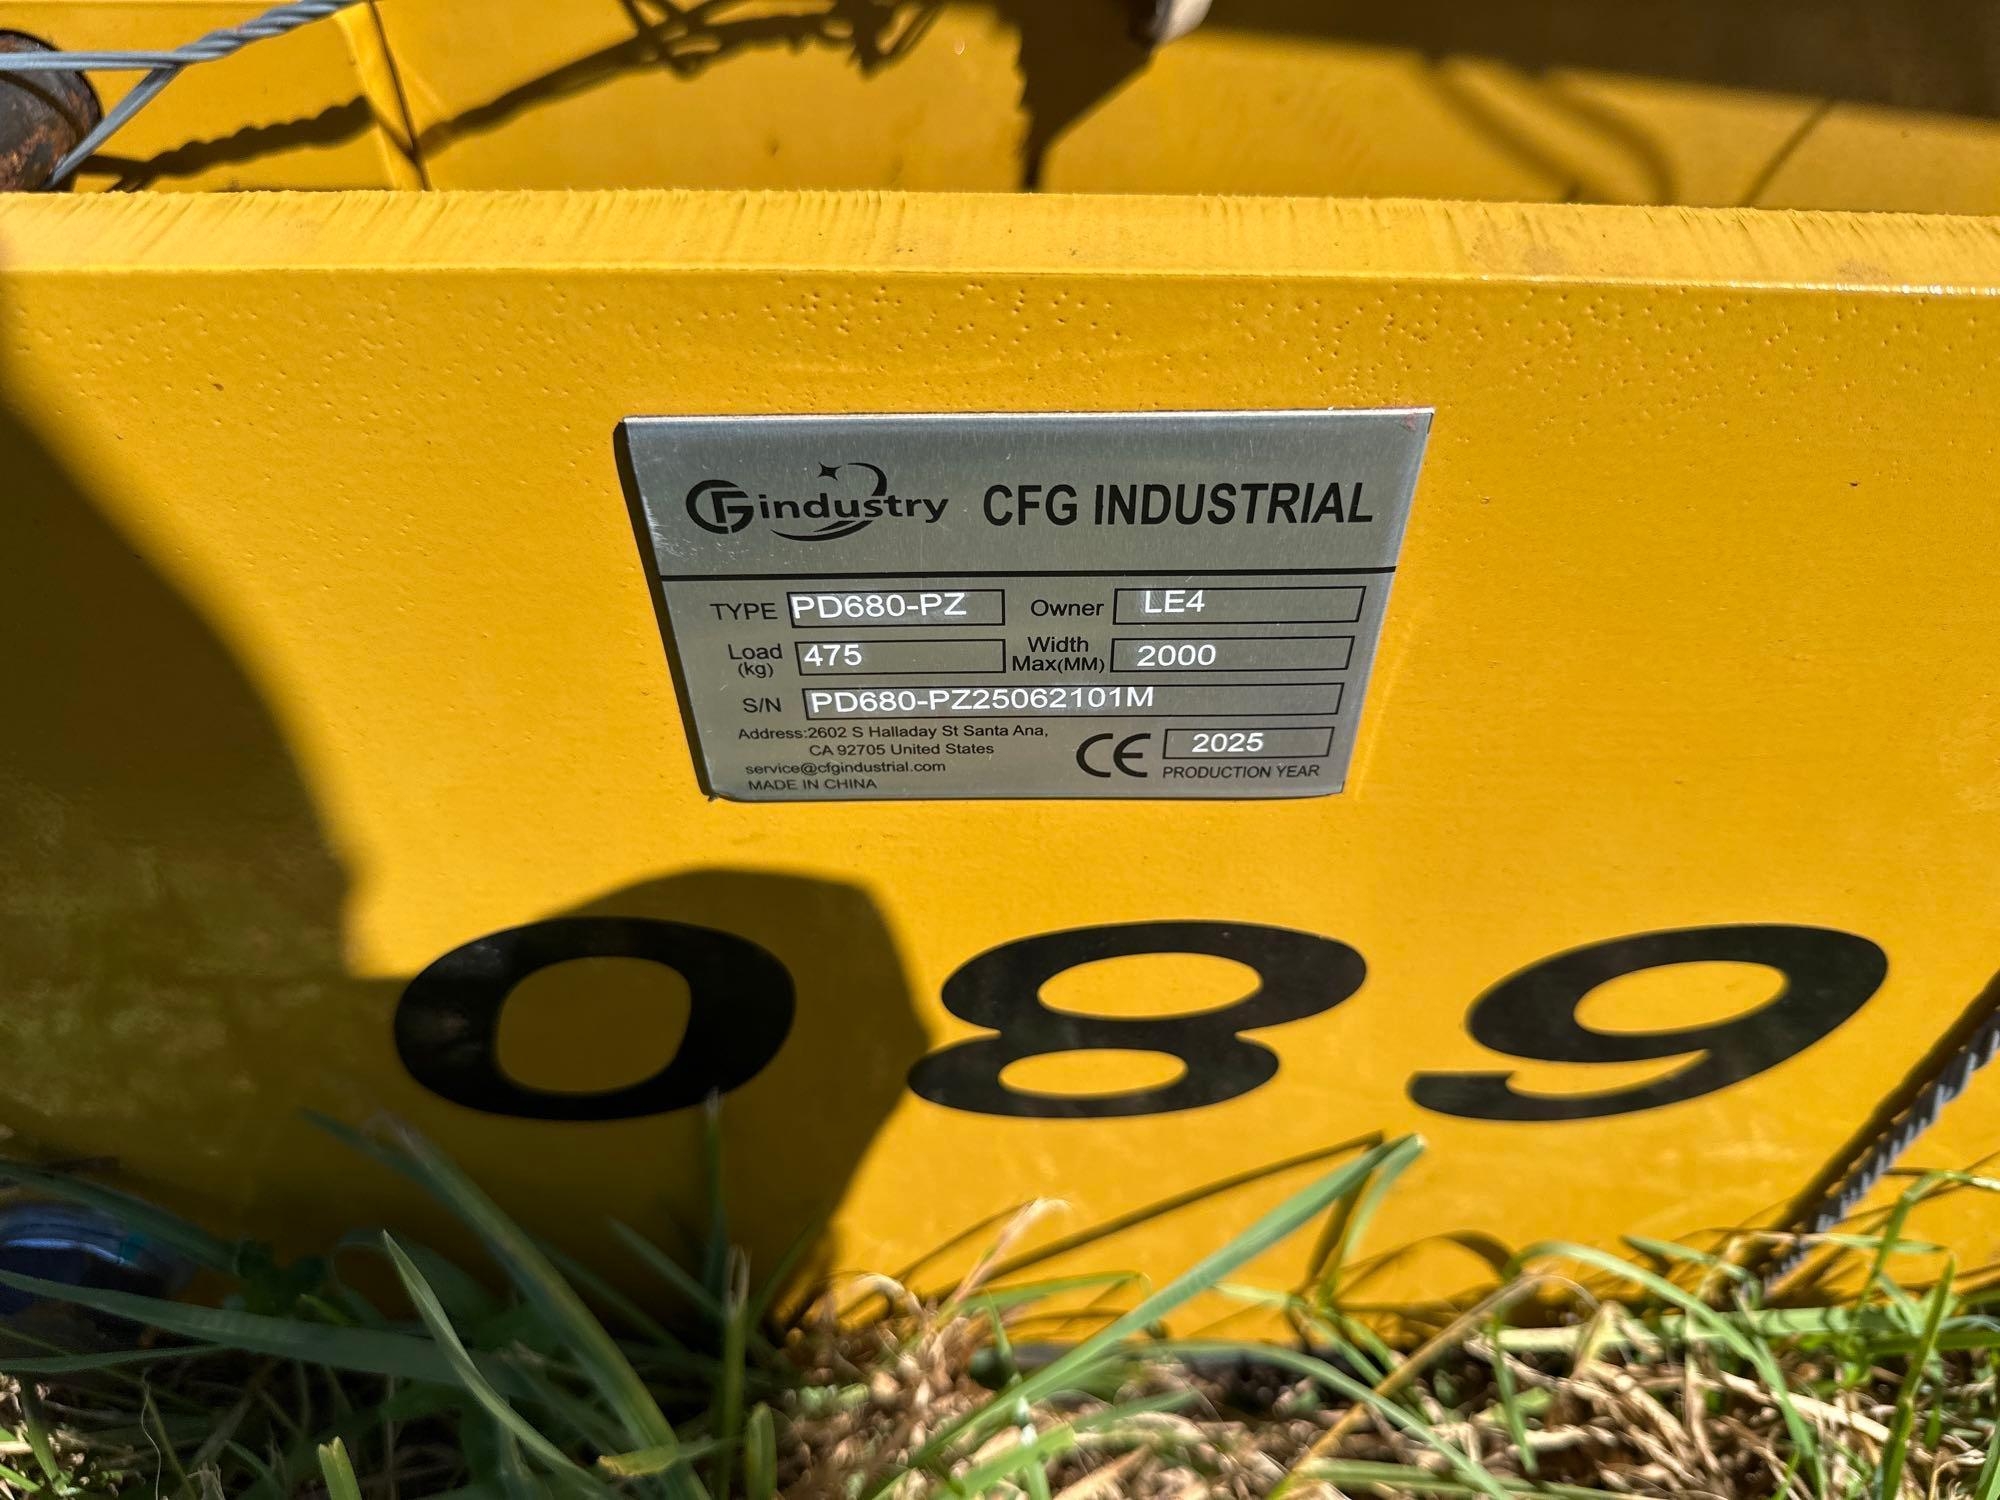 CFGindustry CFG INDUSTRIAL
TYPE PD680-PZ Owner LE4
Load (kg) 475 Width Max(MM) 2000
S/N PD680-PZ25062101M
Address:2602 S Halladay St Santa Ana,
CA 92705 United States
service@cfgindustrial.com
MADE IN CHINA
CE 2025
PRODUCTION YEAR
680